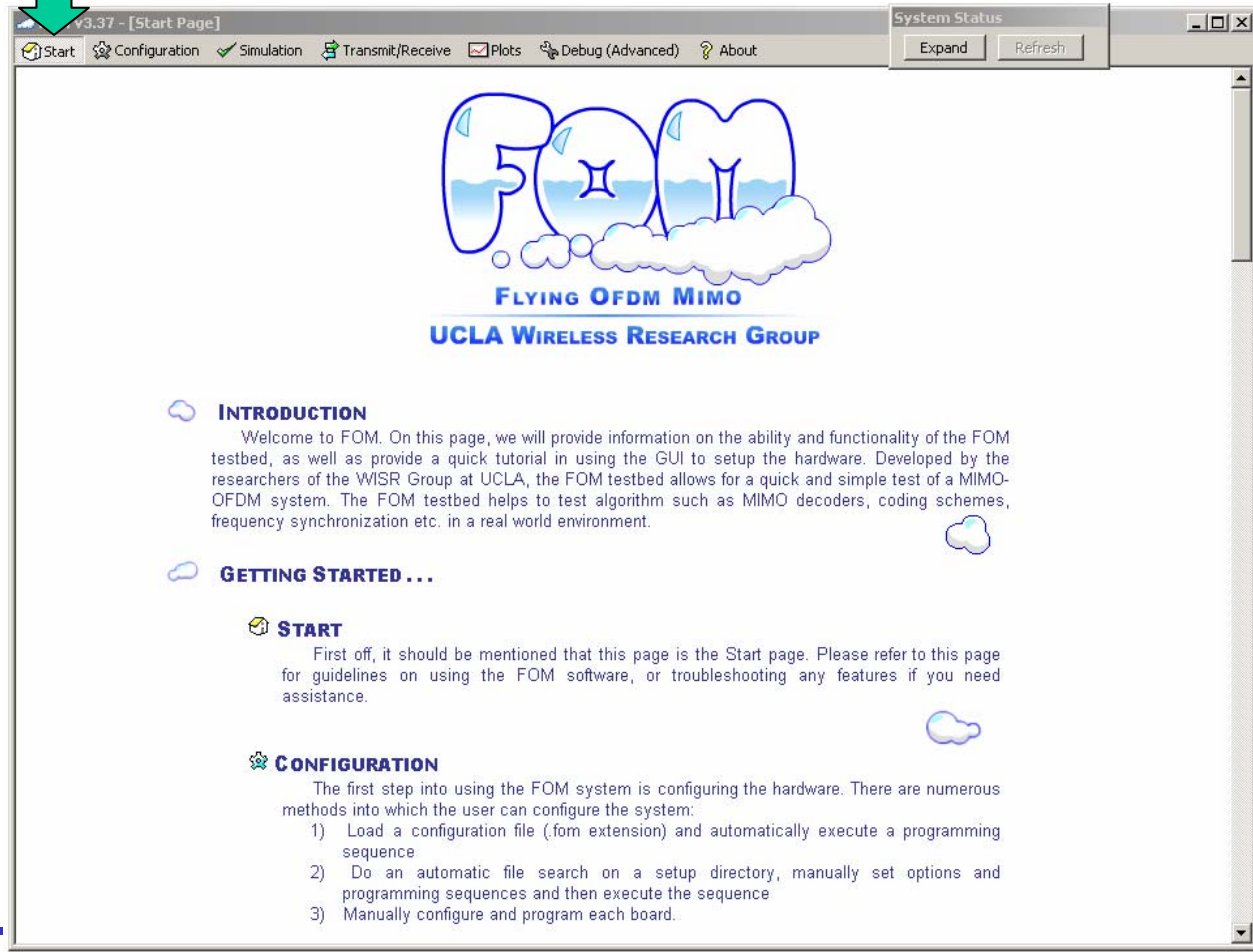 v3.37 - [Start Page]
System Status
Start Configuration Simulation Transmit/Receive Plots Debug (Advanced) About
Expand Refresh
FOM
FLYING OFDM MIMO
UCLA WIRELESS RESEARCH GROUP
INTRODUCTION
Welcome to FOM. On this page, we will provide information on the ability and functionality of the FOM
testbed, as well as provide a quick tutorial in using the GUI to setup the hardware. Developed by the
researchers of the WISR Group at UCLA, the FOM testbed allows for a quick and simple test of a MIMO-
OFDM system. The FOM testbed helps to test algorithm such as MIMO decoders, coding schemes,
frequency synchronization etc. in a real world environment.
GETTING STARTED...
START
First off, it should be mentioned that this page is the Start page. Please refer to this page
for guidelines on using the FOM software, or troubleshooting any features if you need
assistance.
CONFIGURATION
The first step into using the FOM system is configuring the hardware. There are numerous
methods into which the user can configure the system:
1) Load a configuration file (.fom extension) and automatically execute a programming
sequence
2) Do an automatic file search on a setup directory, manually set options and
programming sequences and then execute the sequence
3) Manually configure and program each board.